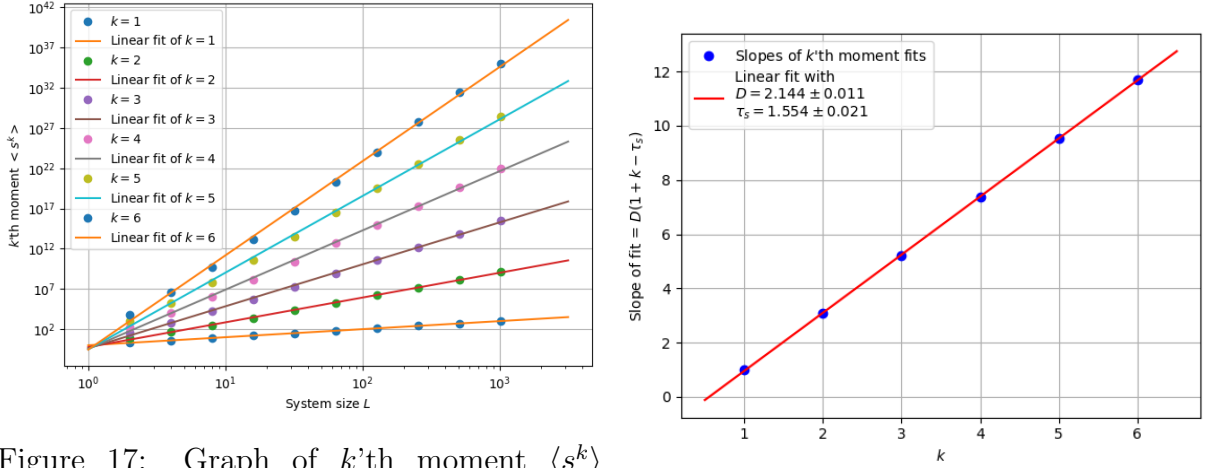 10^42
10^37
10^32
10^27
10^22
10^17
10^12
10^7
10^2
k'th moment < s^k >
k = 1
Linear fit of k = 1
k = 2
Linear fit of k = 2
k = 3
Linear fit of k = 3
k = 4
Linear fit of k = 4
k = 5
Linear fit of k = 5
k = 6
Linear fit of k = 6
10^0 10^1 10^2 10^3
System size L
Figure 17: Graph of k'th moment ⟨s^k⟩
Slopes of k'th moment fits
Linear fit with
D = 2.144 ± 0.011
τ_s = 1.554 ± 0.021
12
10
8
6
4
2
0
Slope of fit = D(1 + k − τ_s)
1 2 3 4 5 6
k